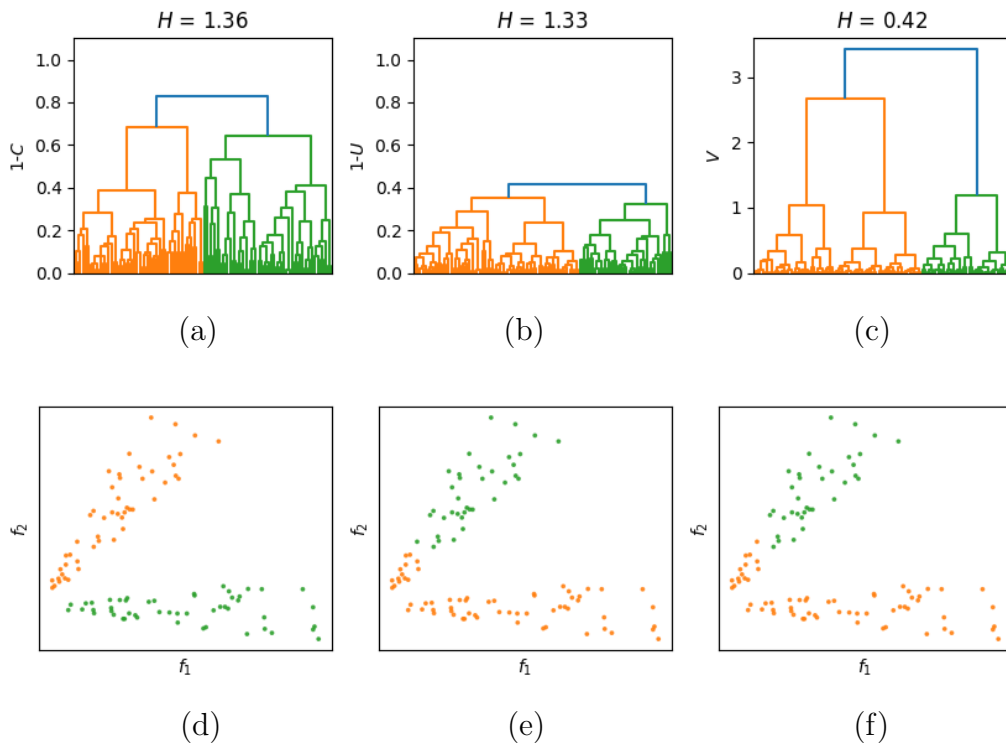 H = 1.36
H = 1.33
H = 0.42
1.0
0.8
0.6
0.4
0.2
0.0
1-C
1.0
0.8
0.6
0.4
0.2
0.0
1-U
3
2
1
0
V
(a)
(b)
(c)
f2
f1
f2
f1
f2
f1
(d)
(e)
(f)